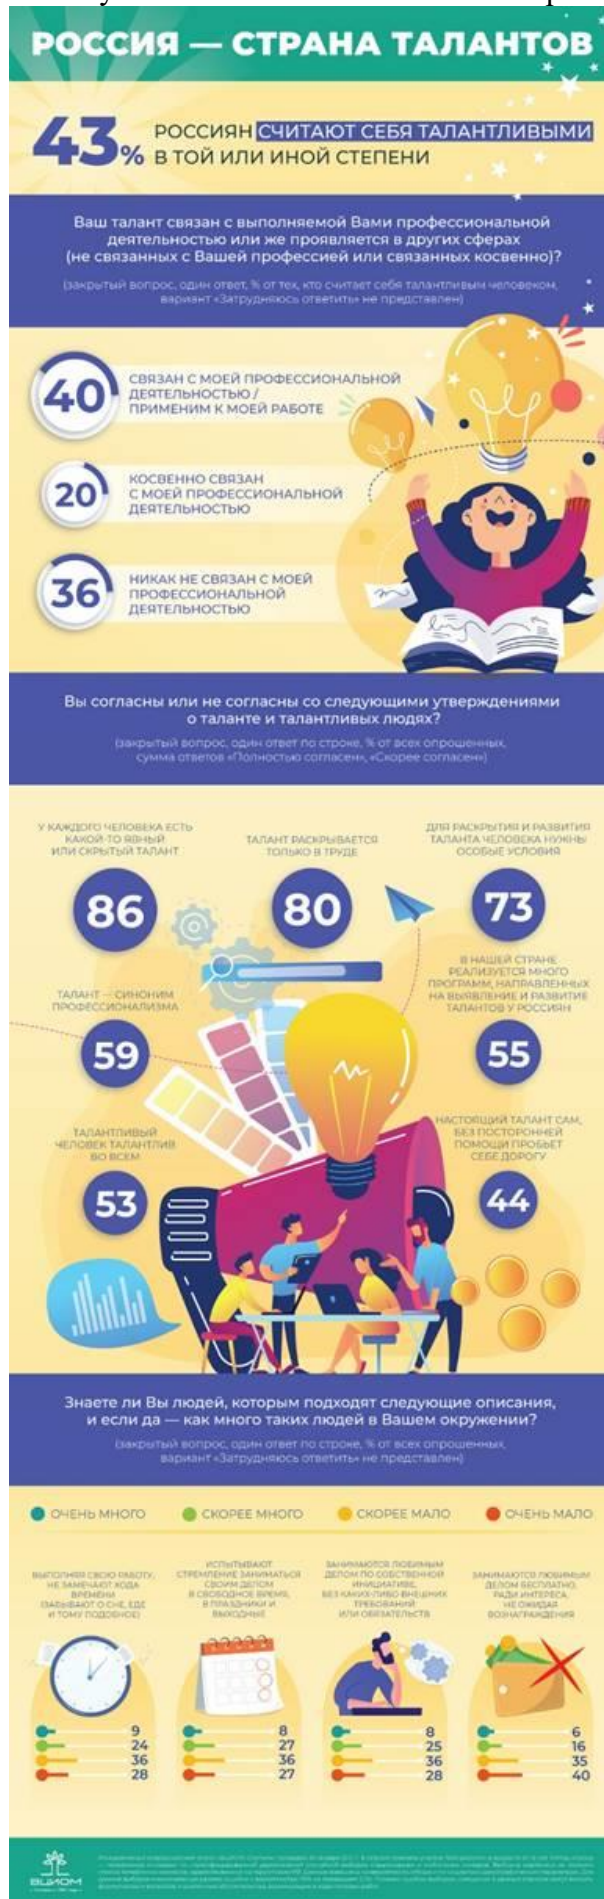 РОССИЯ — СТРАНА ТАЛАНТОВ
43% РОССИЯН СЧИТАЮТ СЕБЯ ТАЛАНТЛИВЫМИ
В ТОЙ ИЛИ ИНОЙ СТЕПЕНИ
Ваш талант связан с выполняемой Вами профессиональной
деятельностью или же проявляется в других сферах
(не связанных с Вашей профессией или связанных косвенно)?
(закрытый вопрос, один ответ, % от тех, кто считает себя талантливым человеком,
вариант «Затрудняюсь ответить» не представлен)
40
СВЯЗАН С МОЕЙ ПРОФЕССИОНАЛЬНОЙ
ДЕЯТЕЛЬНОСТЬЮ /
ПРИМЕНИМ К МОЕЙ РАБОТЕ
20
КОСВЕННО СВЯЗАН
С МОЕЙ ПРОФЕССИОНАЛЬНОЙ
ДЕЯТЕЛЬНОСТЬЮ
36
НИКАК НЕ СВЯЗАН С МОЕЙ
ПРОФЕССИОНАЛЬНОЙ
ДЕЯТЕЛЬНОСТЬЮ
Вы согласны или не согласны со следующими утверждениями
о таланте и талантливых людях?
(закрытый вопрос, один ответ по строке, % от всех опрошенных,
сумма ответов «Полностью согласен», «Скорее согласен»)
У КАЖДОГО ЧЕЛОВЕКА ЕСТЬ
КАКОЙ-ТО ЯВНЫЙ
ИЛИ СКРЫТЫЙ ТАЛАНТ
86
ТАЛАНТ РАСКРЫВАЕТСЯ
ТОЛЬКО В ТРУДЕ
80
ДЛЯ РАСКРЫТИЯ И РАЗВИТИЯ
ТАЛАНТА ЧЕЛОВЕКА НУЖНЫ
ОСОБЫЕ УСЛОВИЯ
73
ТАЛАНТ — СИНОНИМ
ПРОФЕССИОНАЛИЗМА
59
В НАШЕЙ СТРАНЕ
РЕАЛИЗУЕТСЯ МНОГО
ПРОГРАММ, НАПРАВЛЕННЫХ
НА ВЫЯВЛЕНИЕ И РАЗВИТИЕ
ТАЛАНТОВ У РОССИЯН
55
ТАЛАНТЛИВЫЙ
ЧЕЛОВЕК ТАЛАНТЛИВ
ВО ВСЕМ
53
НАСТОЯЩИЙ ТАЛАНТ САМ,
БЕЗ ПОСТОРОННЕЙ
ПОМОЩИ ПРОБЬЕТ
СЕБЕ ДОРОГУ
44
Знаете ли Вы людей, которым подходят следующие описания,
и если да — как много таких людей в Вашем окружении?
(закрытый вопрос, один ответ по строке, % от всех опрошенных,
вариант «Затрудняюсь ответить» не представлен)
ОЧЕНЬ МНОГО
СКОРЕЕ МНОГО
СКОРЕЕ МАЛО
ОЧЕНЬ МАЛО
ВЫПОЛНЯЯ СВОЮ РАБОТУ,
НЕ ЗАМЕЧАЮТ ХОДА
ВРЕМЕНИ
(ЗАБЫВАЮТ О СНЕ, ЕДЕ
И ТОМУ ПОДОБНОЕ)
9
24
36
28
ИСПЫТЫВАЮТ
СТРЕМЛЕНИЕ ЗАНИМАТЬСЯ
СВОИМ ДЕЛОМ
В СВОБОДНОЕ ВРЕМЯ,
В ПРАЗДНИКИ И
ВЫХОДНЫЕ
8
27
36
27
ЗАНИМАЮТСЯ ЛЮБИМЫМ
ДЕЛОМ ПО СОБСТВЕННОЙ
ИНИЦИАТИВЕ,
БЕЗ КАКИХ-ЛИБО ВНЕШНИХ
ТРЕБОВАНИЙ
ИЛИ ОБЯЗАТЕЛЬСТВ
8
25
36
28
ЗАНИМАЮТСЯ ЛЮБИМЫМ
ДЕЛОМ БЕСПЛАТНО,
РАДИ ИНТЕРЕСА,
НЕ ОЖИДАЯ
ВОЗНАГРАЖДЕНИЯ
6
16
35
40
ВЦИОМ